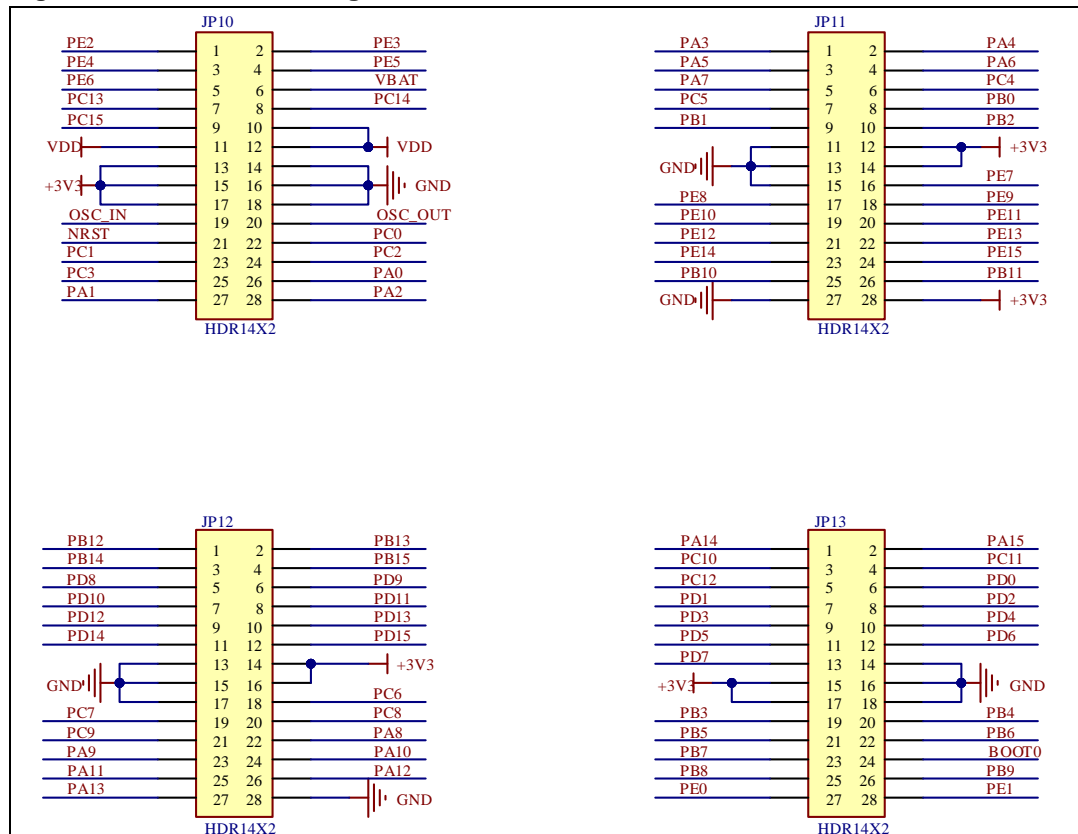 JP10
PE2 1 2 PE3
PE4 3 4 PE5
PE6 5 6 VBAT
PC13 7 8 PC14
PC15 9 10
VDD 11 12 VDD
13 14
+3V3 15 16 GND
17 18
OSC_IN 19 20 OSC_OUT
NRST 21 22 PC0
PC1 23 24 PC2
PC3 25 26 PA0
PA1 27 28 PA2
HDR14X2
JP11
PA3 1 2 PA4
PA5 3 4 PA6
PA7 5 6 PC4
PC5 7 8 PB0
PB1 9 10 PB2
11 12 +3V3
GND 13 14
15 16 PE7
PE8 17 18 PE9
PE10 19 20 PE11
PE12 21 22 PE13
PE14 23 24 PE15
PB10 25 26 PB11
GND 27 28 +3V3
HDR14X2
JP12
PB12 1 2 PB13
PB14 3 4 PB15
PD8 5 6 PD9
PD10 7 8 PD11
PD12 9 10 PD13
PD14 11 12 PD15
13 14 +3V3
GND 15 16
17 18 PC6
PC7 19 20 PC8
PC9 21 22 PA8
PA9 23 24 PA10
PA11 25 26 PA12
PA13 27 28 GND
HDR14X2
JP13
PA14 1 2 PA15
PC10 3 4 PC11
PC12 5 6 PD0
PD1 7 8 PD2
PD3 9 10 PD4
PD5 11 12 PD6
PD7 13 14
+3V3 15 16 GND
17 18
PB3 19 20 PB4
PB5 21 22 PB6
PB7 23 24 BOOT0
PB8 25 26 PB9
PE0 27 28 PE1
HDR14X2